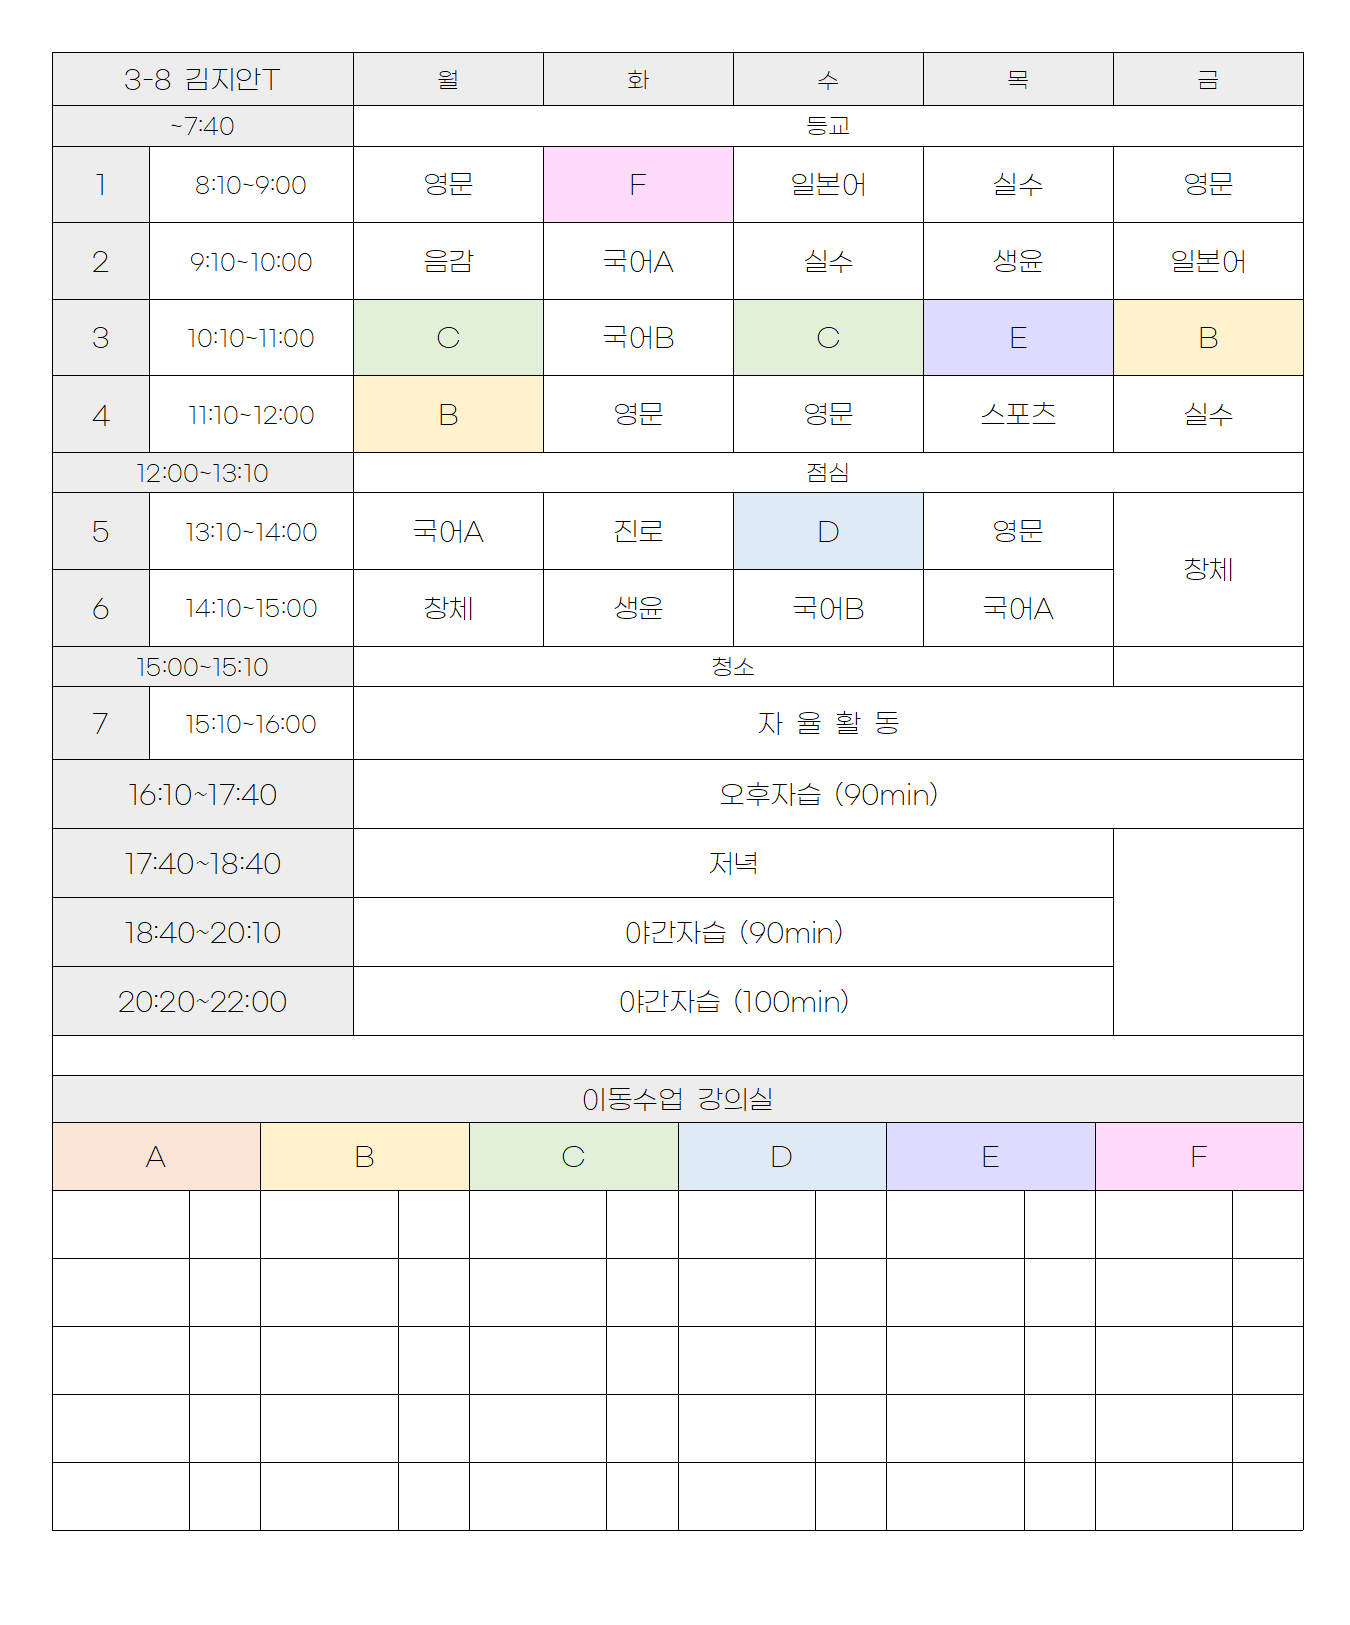 3-8 김지안T 월 화 수 목 금
~7:40 등교
1 8:10~9:00 영문 F 일본어 실수 영문
2 9:10~10:00 음감 국어A 실수 생윤 일본어
3 10:10~11:00 C 국어B C E B
4 11:10~12:00 B 영문 영문 스포츠 실수
12:00~13:10 점심
5 13:10~14:00 국어A 진로 D 영문 창체
6 14:10~15:00 창체 생윤 국어B 국어A
15:00~15:10 청소
7 15:10~16:00 자 율 활 동
16:10~17:40 오후자습 (90min)
17:40~18:40 저녁
18:40~20:10 야간자습 (90min)
20:20~22:00 야간자습 (100min)
이동수업 강의실
A B C D E F